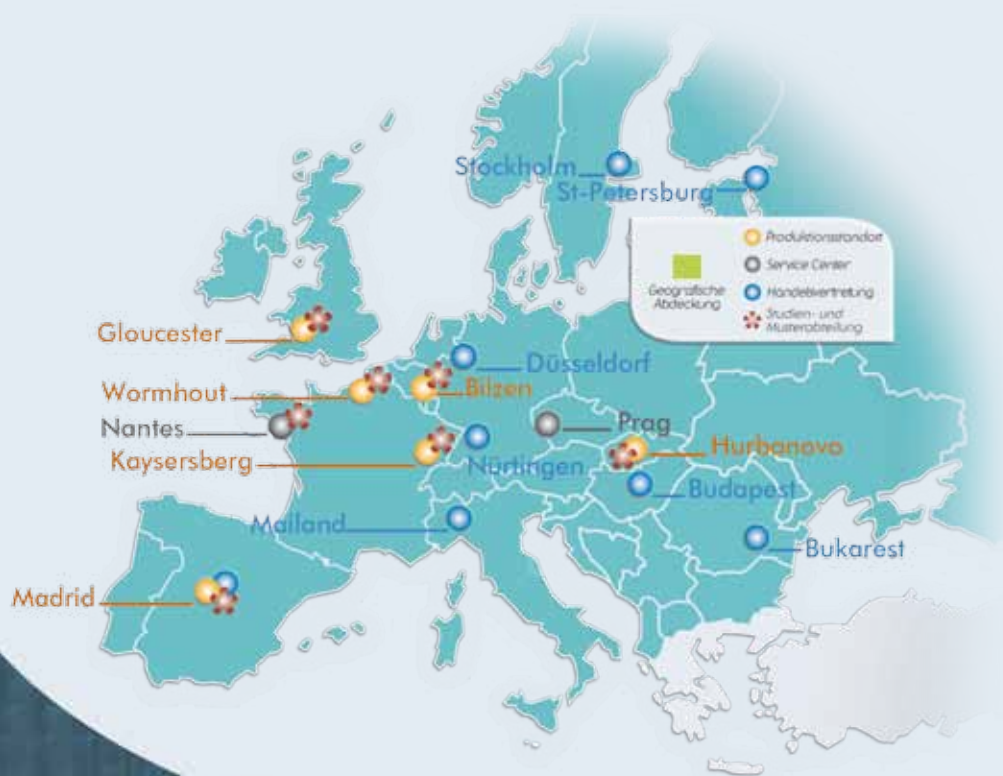 Stockholm
St-Petersburg
Produktionsstandort
Service Center
Handelsvertretung
Studien- und
Musterabteilung
Geografische
Abdeckung
Gloucester
Düsseldorf
Wormhout
Bilzen
Nantes
Prag
Kaysersberg
Nürtingen
Hurbanovo
Budapest
Mailand
Bukarest
Madrid